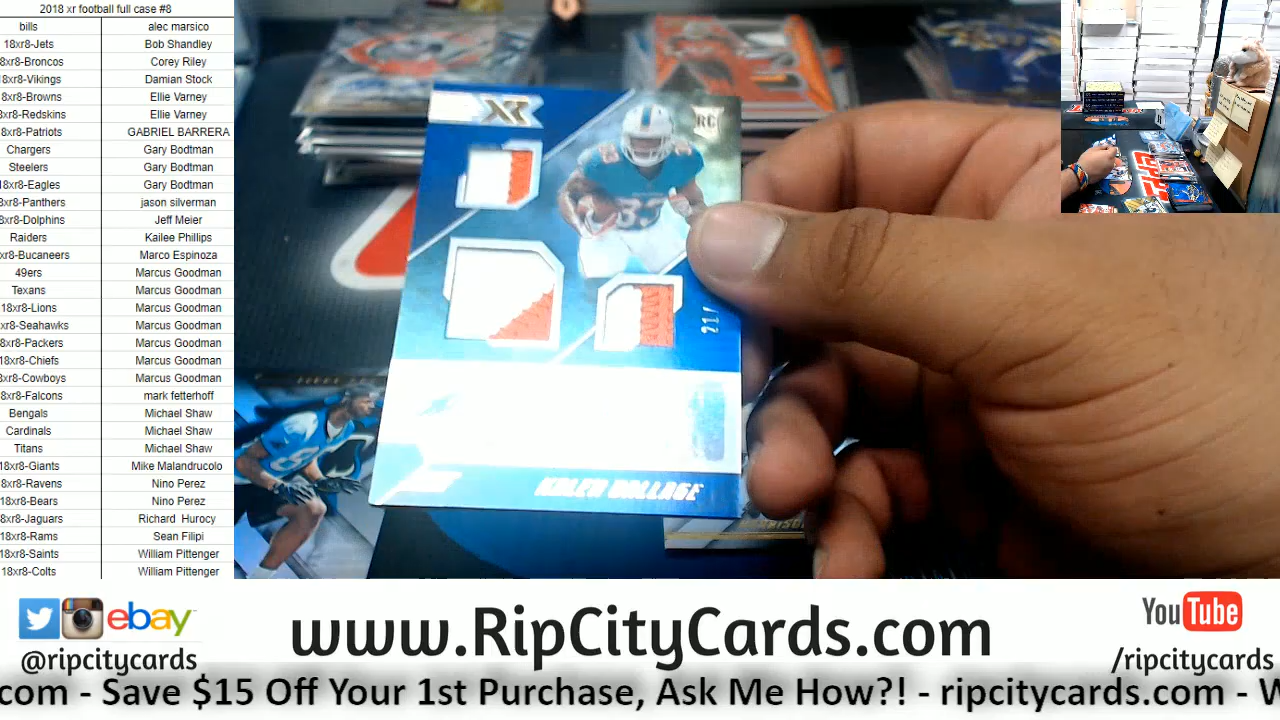 2018 xr football full case #8
bills alec marsico
18xr8-Jets Bob Shandley
8xr8-Broncos Corey Riley
18xr8-Vikings Damian Stock
8xr8-Browns Ellie Varney
8xr8-Redskins Ellie Varney
8xr8-Patriots GABRIEL BARRERA
Chargers Gary Bodtman
Steelers Gary Bodtman
18xr8-Eagles Gary Bodtman
8xr8-Panthers jason silverman
8xr8-Dolphins Jeff Meier
Raiders Kailee Phillips
xr8-Bucaneers Marco Espinoza
49ers Marcus Goodman
Texans Marcus Goodman
18xr8-Lions Marcus Goodman
xr8-Seahawks Marcus Goodman
8xr8-Packers Marcus Goodman
18xr8-Chiefs Marcus Goodman
8xr8-Cowboys Marcus Goodman
8xr8-Falcons mark fetterhoff
Bengals Michael Shaw
Cardinals Michael Shaw
Titans Michael Shaw
18xr8-Giants Mike Malandrucolo
8xr8-Ravens Nino Perez
18xr8-Bears Nino Perez
8xr8-Jaguars Richard Hurocy
18xr8-Rams Sean Filipi
18xr8-Saints William Pittenger
18xr8-Colts William Pittenger
XR
RC
33
21/
KALEN BALLAGE
ebay
@ripcitycards
www.RipCityCards.com
YouTube
/ripcitycards
.com - Save $15 Off Your 1st Purchase, Ask Me How?! - ripcitycards.com - W